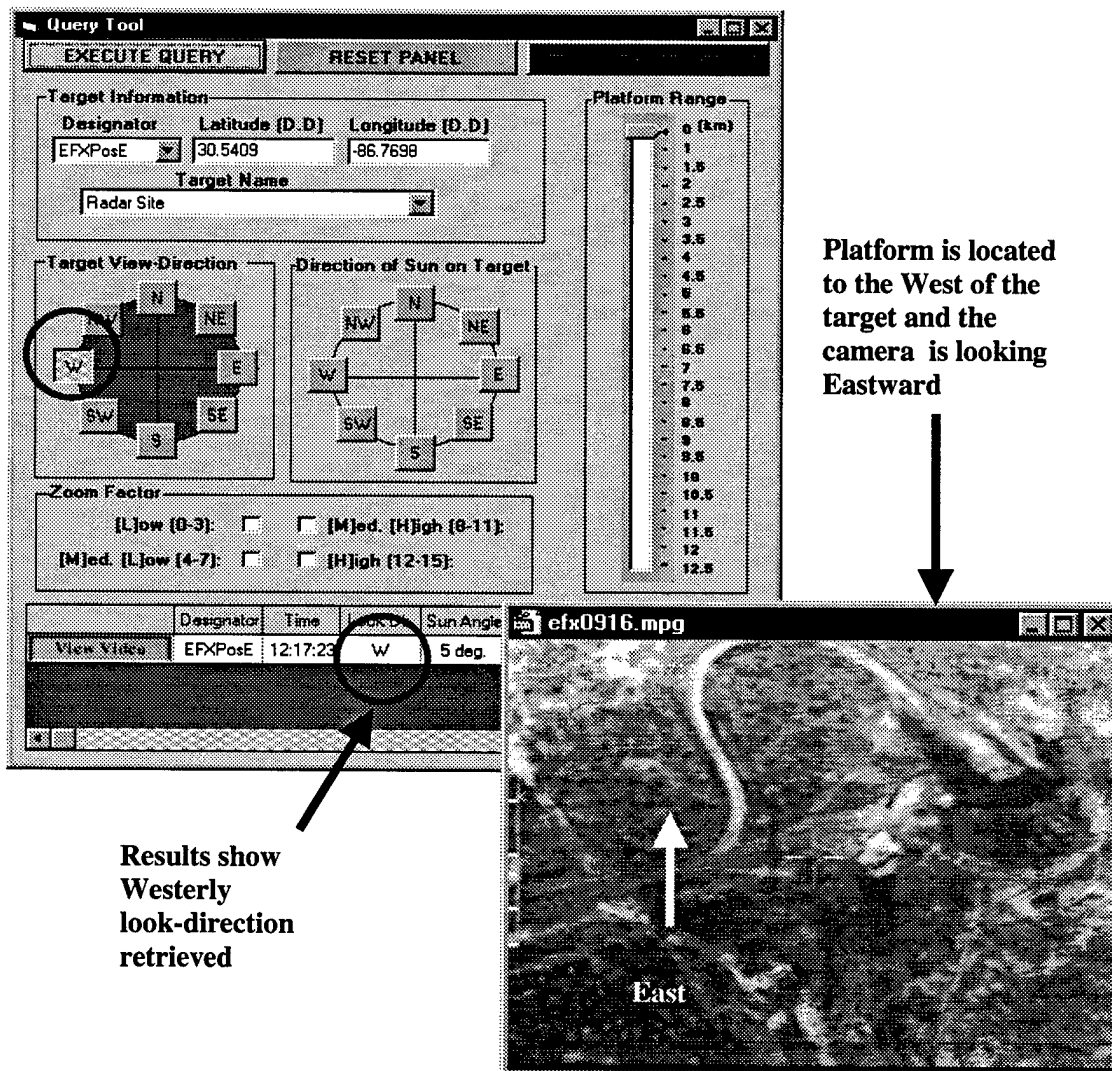 Query Tool
EXECUTE QUERY
RESET PANEL
Target Information
Designator
Latitude (D.D)
Longitude (D.D)
EFXPosE
30.5409
-86.7698
Target Name
Radar Site
Platform Range
0 (km)
1
1.5
2
2.5
3
3.5
4
4.5
5
5.5
6
6.5
7
7.5
8
8.5
9
9.5
10
10.5
11
11.5
12
12.5
Target View-Direction
N
NW
NE
W
E
SW
SE
S
Direction of Sun on Target
N
NW
NE
W
E
SW
SE
S
Zoom Factor
[L]ow (0-3):
[M]ed. [H]igh (8-11):
[M]ed. [L]ow (4-7):
[H]igh (12-15):
Designator
Time
Look Di
Sun Angle
View Video
EFXPosE
12:17:23
W
5 deg.
Platform is located
to the West of the
target and the
camera is looking
Eastward
efx0916.mpg
East
Results show
Westerly
look-direction
retrieved